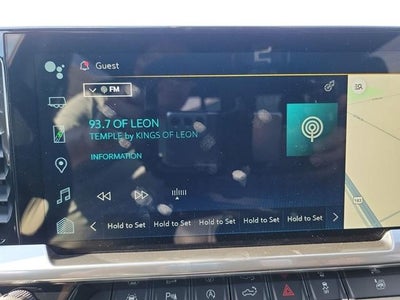 Guest
FM
93.7 OF LEON
TEMPLE by KINGS OF LEON
INFORMATION
Hold to Set Hold to Set Hold to Set Hold to Set Hold to Set